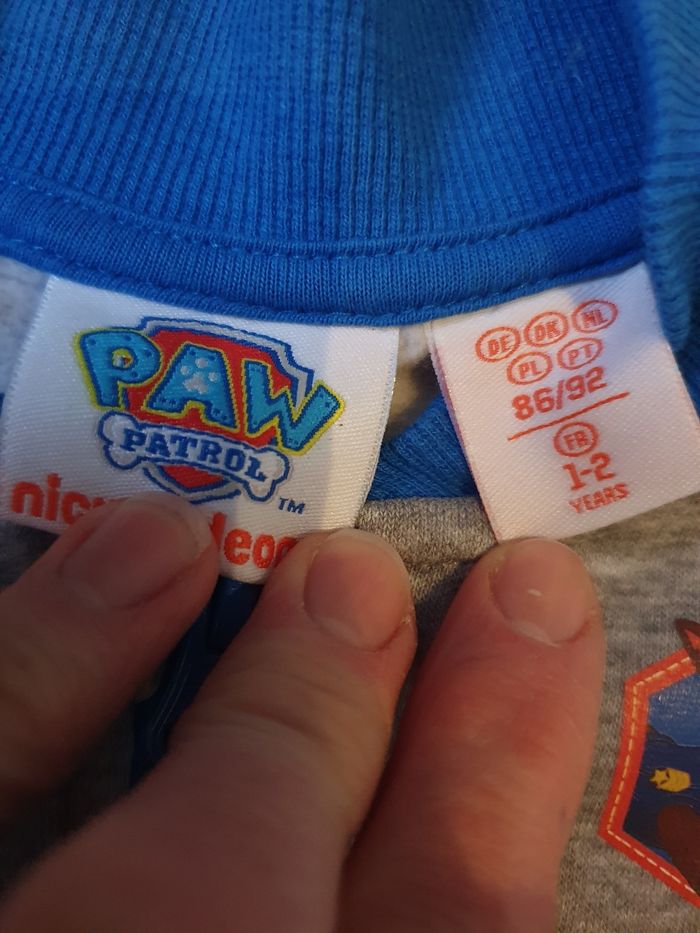 PAW
PATROL
TM
DE DK NL
PL PT
86/92
FR
1-2
YEARS